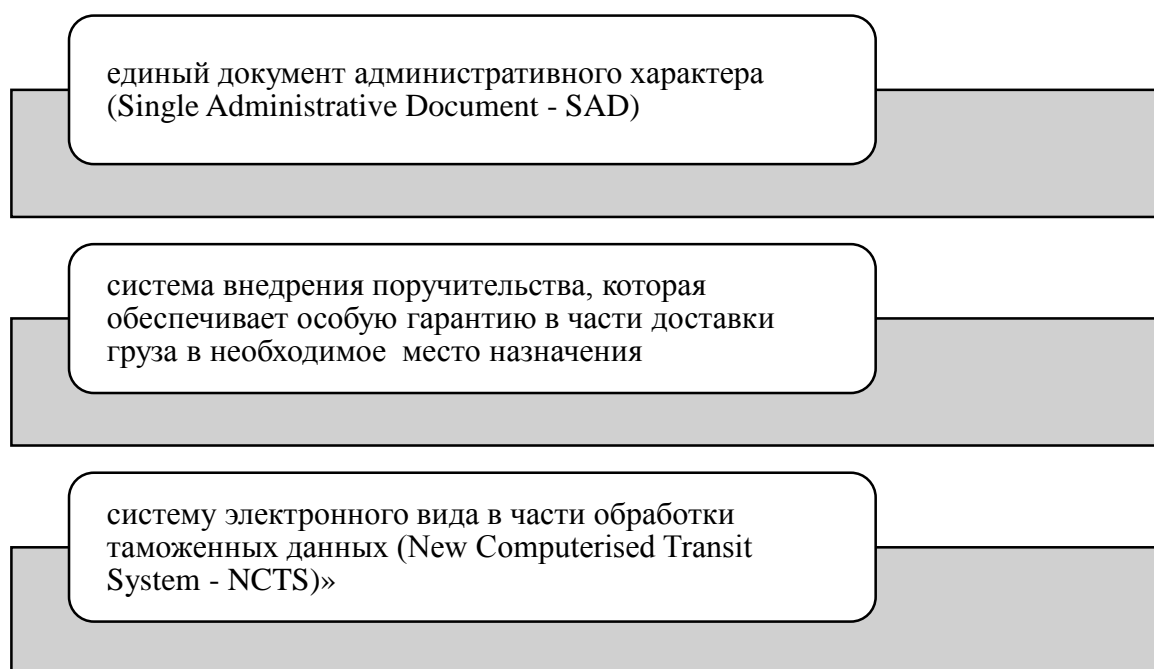 единый документ административного характера
(Single Administrative Document - SAD)
система внедрения поручительства, которая
обеспечивает особую гарантию в части доставки
груза в необходимое  место назначения
систему электронного вида в части обработки
таможенных данных (New Computerised Transit
System - NCTS)»